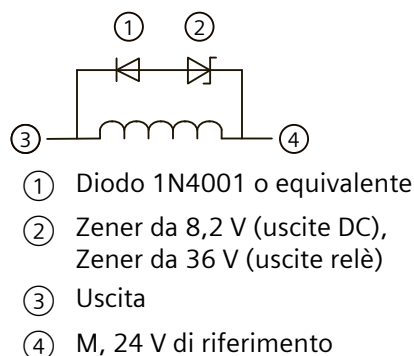 ① ②
③ ④
① Diodo 1N4001 o equivalente
② Zener da 8,2 V (uscite DC),
Zener da 36 V (uscite relè)
③ Uscita
④ M, 24 V di riferimento